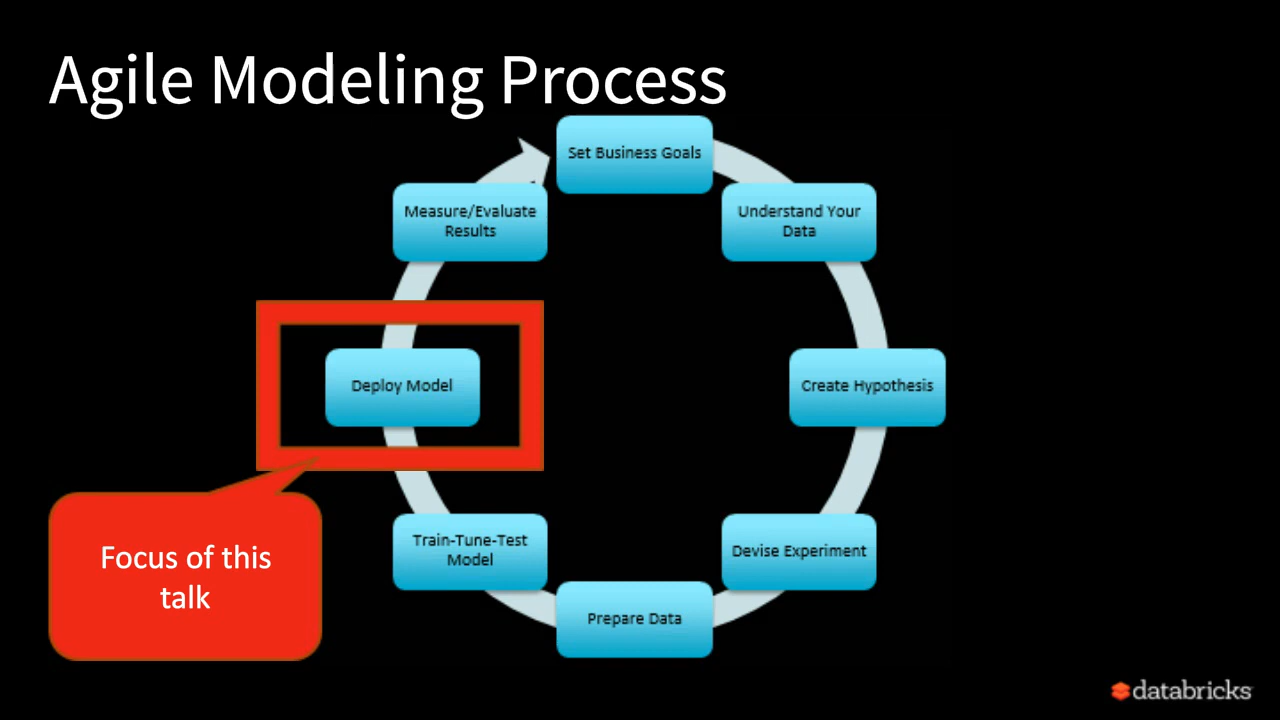 Agile Modeling Process
Set Business Goals
Measure/Evaluate
Results
Understand Your
Data
Deploy Model
Create Hypothesis
Train-Tune-Test
Model
Devise Experiment
Focus of this
talk
Prepare Data
databricks